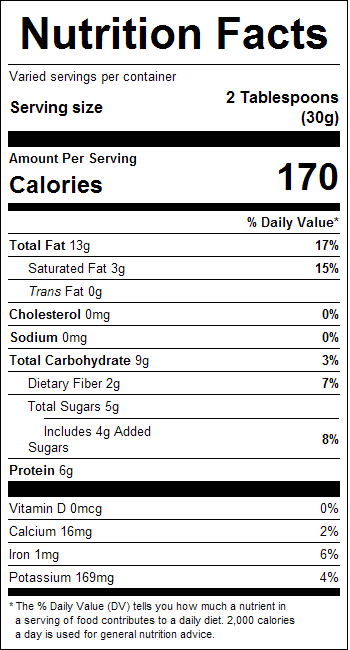 Nutrition Facts
Varied servings per container
Serving size 2 Tablespoons
(30g)
Amount Per Serving
Calories 170
% Daily Value*
Total Fat 13g 17%
Saturated Fat 3g 15%
Trans Fat 0g
Cholesterol 0mg 0%
Sodium 0mg 0%
Total Carbohydrate 9g 3%
Dietary Fiber 2g 7%
Total Sugars 5g
Includes 4g Added
Sugars 8%
Protein 6g
Vitamin D 0mcg 0%
Calcium 16mg 2%
Iron 1mg 6%
Potassium 169mg 4%
* The % Daily Value (DV) tells you how much a nutrient in
a serving of food contributes to a daily diet. 2,000 calories
a day is used for general nutrition advice.